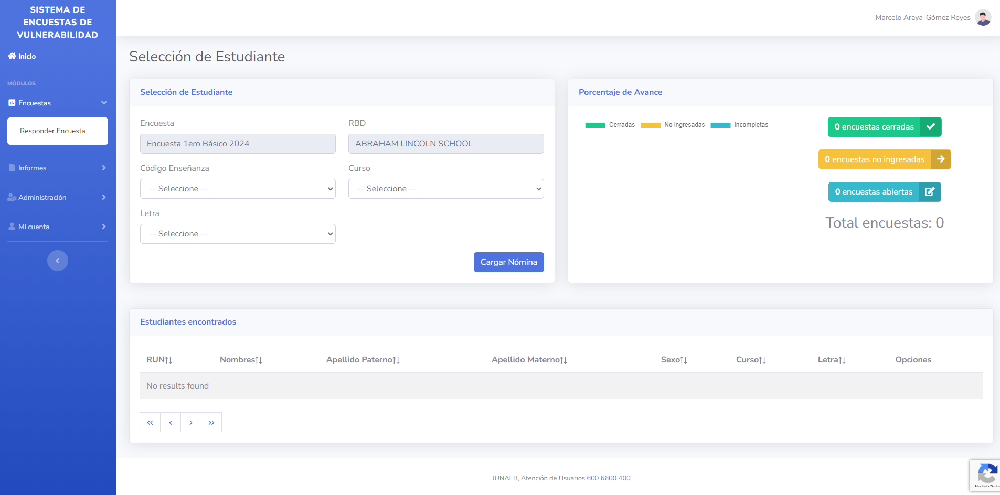 SISTEMA DE
ENCUESTAS DE
VULNERABILIDAD
Inicio
MÓDULOS
Encuestas
Responder Encuesta
Informes
Administración
Mi cuenta
Marcelo Araya-Gómez Reyes
Selección de Estudiante
Selección de Estudiante
Encuesta
RBD
Encuesta 1ero Básico 2024
ABRAHAM LINCOLN SCHOOL
Código Enseñanza
Curso
-- Seleccione --
-- Seleccione --
Letra
-- Seleccione --
Cargar Nómina
Porcentaje de Avance
Cerradas No ingresadas Incompletas
0 encuestas cerradas
0 encuestas no ingresadas
0 encuestas abiertas
Total encuestas: 0
Estudiantes encontrados
RUN Nombres Apellido Paterno Apellido Materno Sexo Curso Letra Opciones
No results found
JUNAEB, Atención de Usuarios 600 6600 400
Privacidad - Término